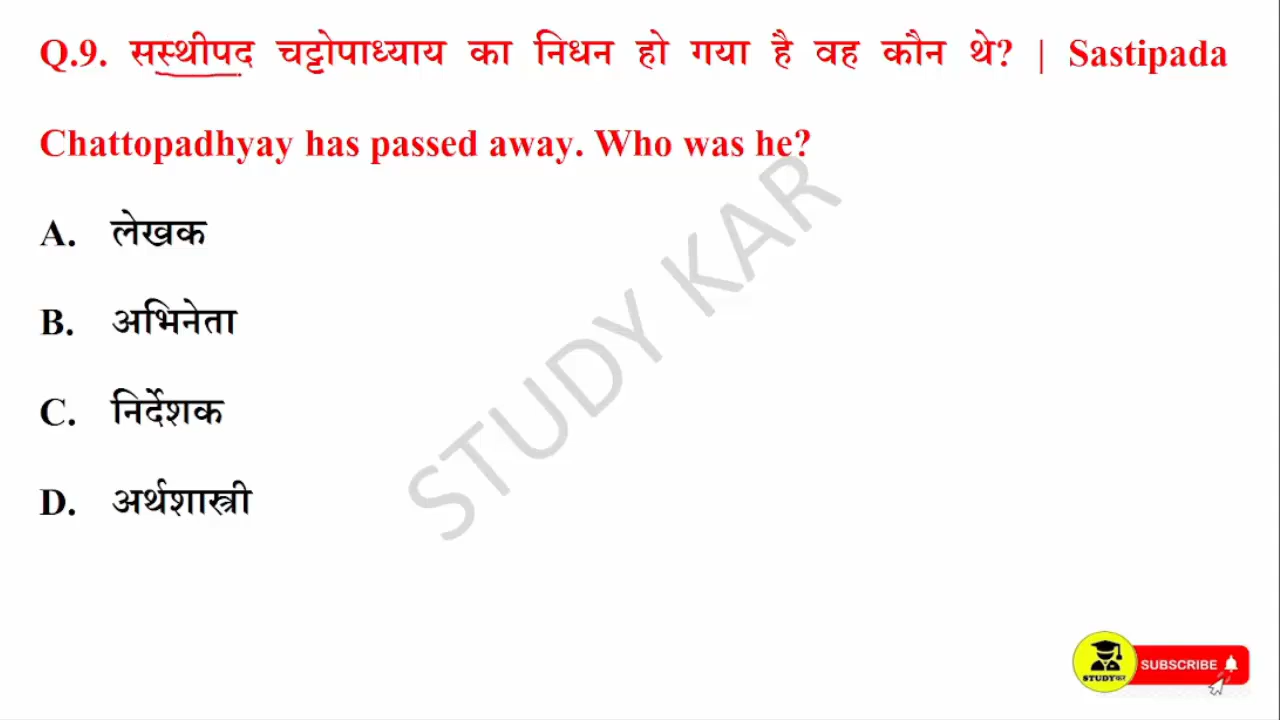 Q.9. सस्थीपद चट्टोपाध्याय का निधन हो गया है वह कौन थे? | Sastipada
Chattopadhyay has passed away. Who was he?
A. लेखक
B. अभिनेता
C. निर्देशक
D. अर्थशास्त्री
STUDY KAR
STUDYकर
SUBSCRIBE